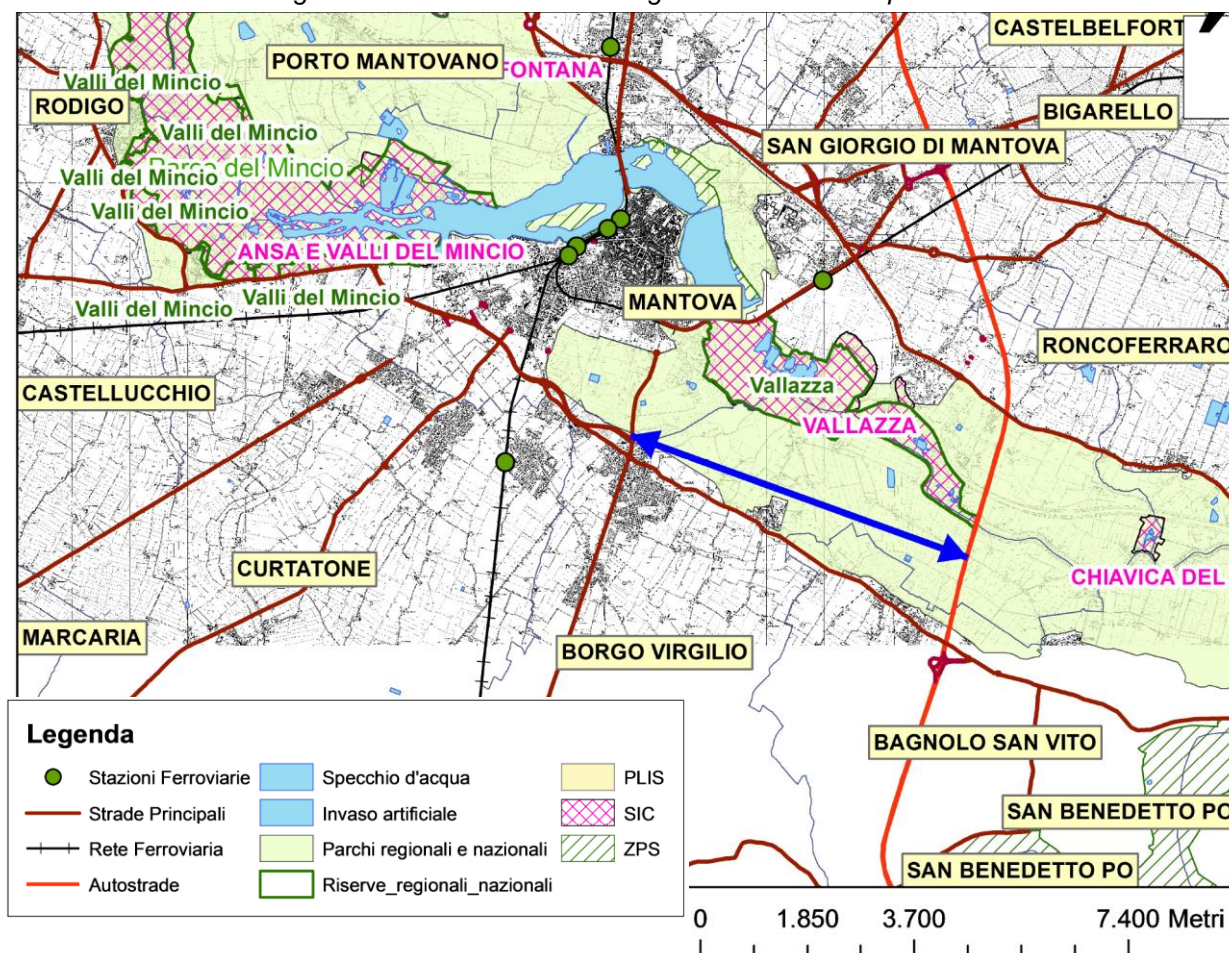 CASTELBELFORT
PORTO MANTOVANO
FONTANA
Valli del Mincio
RODIGO
BIGARELLO
Valli del Mincio
SAN GIORGIO DI MANTOVA
Parco del Mincio
Valli del Mincio
Valli del Mincio
ANSA E VALLI DEL MINCIO
Valli del Mincio
Valli del Mincio
MANTOVA
RONCOFERRARO
CASTELLUCCHIO
Vallazza
VALLAZZA
CURTATONE
CHIAVICA DEL
MARCARIA
BORGO VIRGILIO
BAGNOLO SAN VITO
SAN BENEDETTO PO
SAN BENEDETTO PO
Legenda
Stazioni Ferroviarie
Specchio d'acqua
PLIS
Strade Principali
Invaso artificiale
SIC
Rete Ferroviaria
Parchi regionali e nazionali
ZPS
Autostrade
Riserve_regionali_nazionali
0 1.850 3.700 7.400 Metri